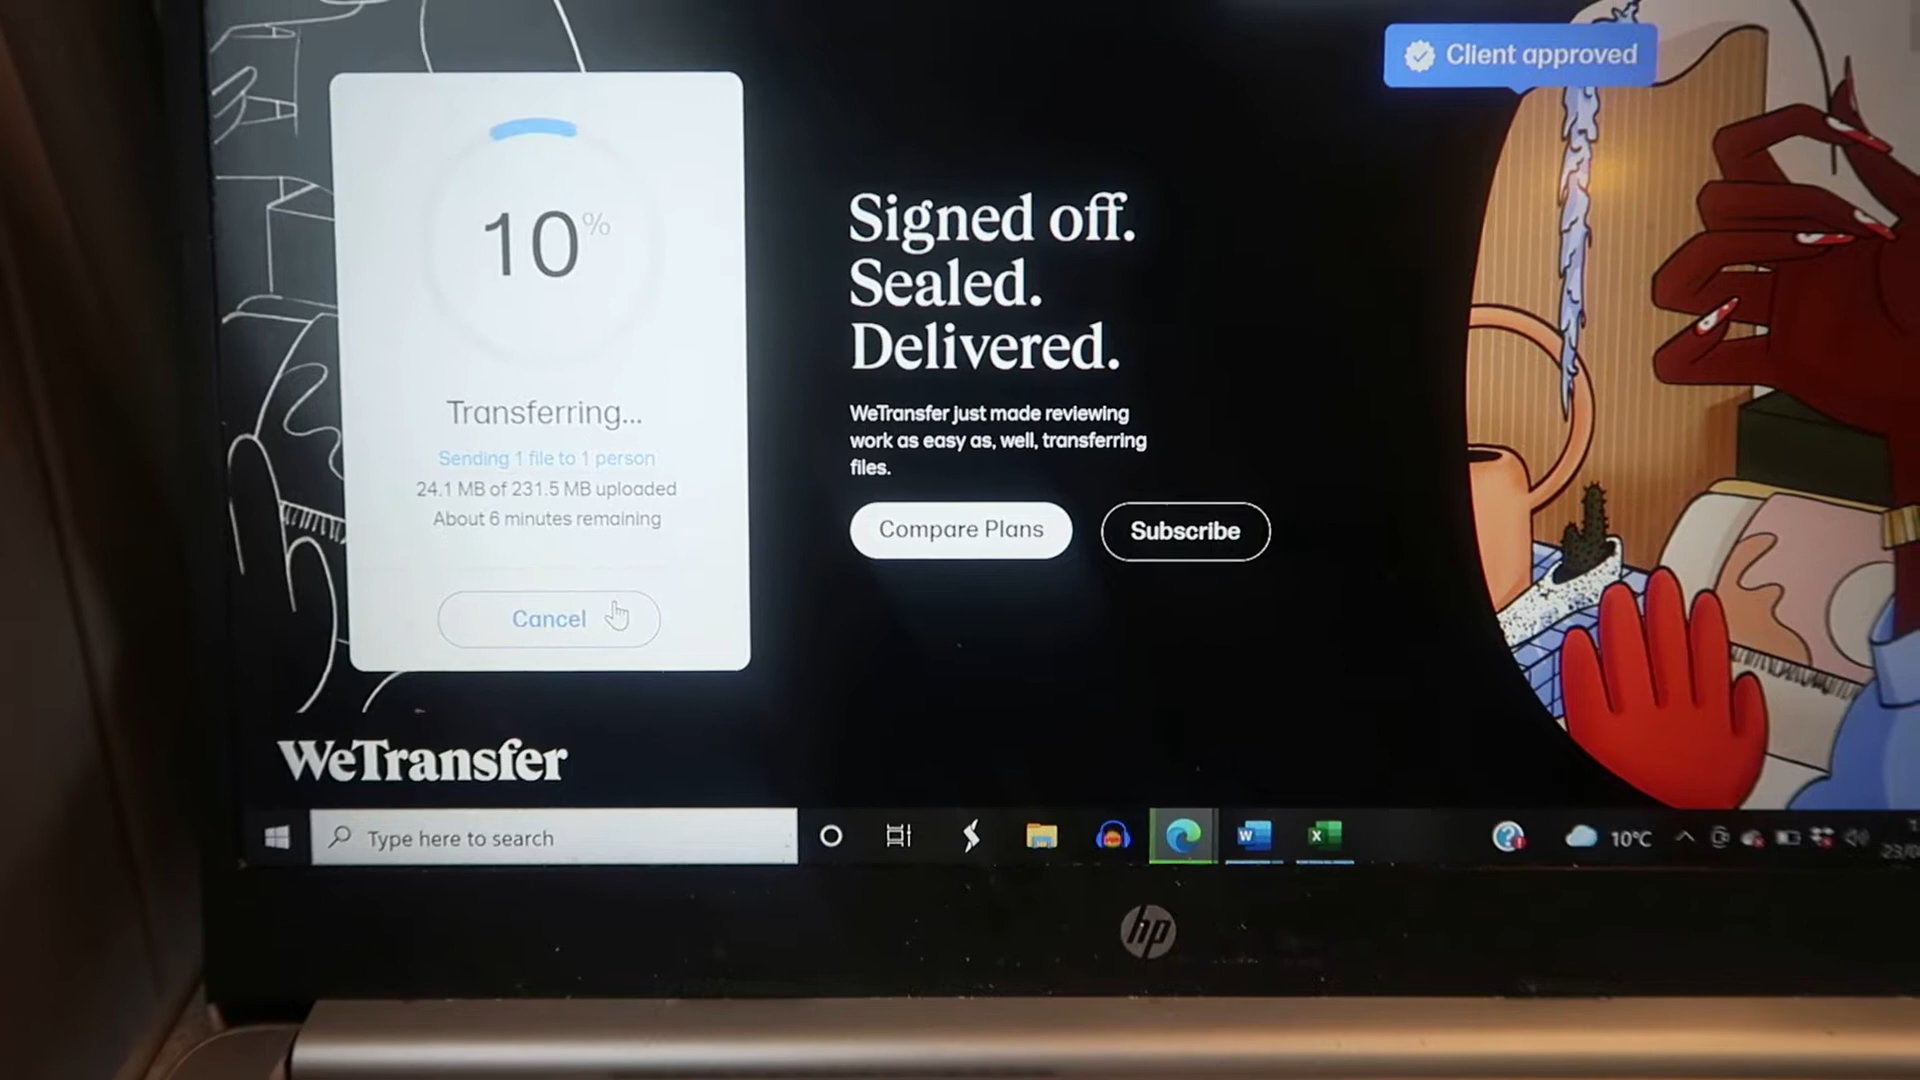 Client approved
10%
Transferring...
Sending 1 file to 1 person
24.1 MB of 231.5 MB uploaded
About 6 minutes remaining
Cancel
Signed off.
Sealed.
Delivered.
WeTransfer just made reviewing
work as easy as, well, transferring
files.
Compare Plans
Subscribe
WeTransfer
Type here to search
10°C
hp